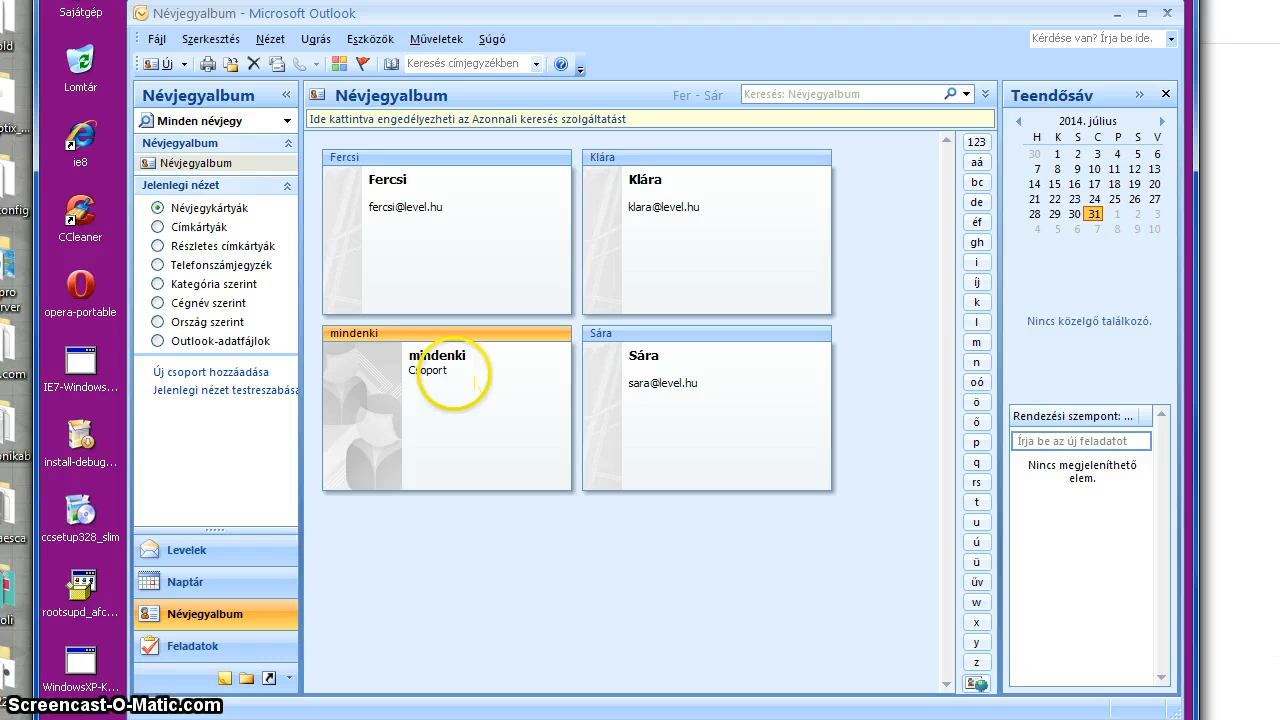 Sajátgép
Lomtár
ie8
CCleaner
opera-portable
IE7-Windows...
install-debug...
ccsetup328_slim
rootsupd_afc...
WindowsXP-K...
Névjegyalbum - Microsoft Outlook
Fájl Szerkesztés Nézet Ugrás Eszközök Műveletek Súgó
Kérdése van? Írja be ide.
Új
Keresés címjegyzékben
Névjegyalbum
Minden névjegy
Névjegyalbum
Névjegyalbum
Jelenlegi nézet
Névjegykártyák
Címkártyák
Részletes címkártyák
Telefonszámjegyzék
Kategória szerint
Cégnév szerint
Ország szerint
Outlook-adatfájlok
Új csoport hozzáadása
Jelenlegi nézet testreszabása
Levelek
Naptár
Névjegyalbum
Feladatok
Névjegyalbum
Fer - Sár
Keresés: Névjegyalbum
Ide kattintva engedélyezheti az Azonnali keresés szolgáltatást
Fercsi
Fercsi
fercsi@level.hu
Klára
Klára
klara@level.hu
mindenki
mindenki
Csoport
Sára
Sára
sara@level.hu
123
aá
bc
de
éf
gh
i
íj
k
l
m
n
oó
ö
ő
p
q
rs
t
u
ú
ü
űv
w
x
y
z
Teendősáv
2014. július
H K S C P S V
30 1 2 3 4 5 6
7 8 9 10 11 12 13
14 15 16 17 18 19 20
21 22 23 24 25 26 27
28 29 30 31 1 2 3
4 5 6 7 8 9 10
Nincs közelgő találkozó.
Rendezési szempont: ...
Írja be az új feladatot
Nincs megjeleníthető
elem.
Screencast-O-Matic.com